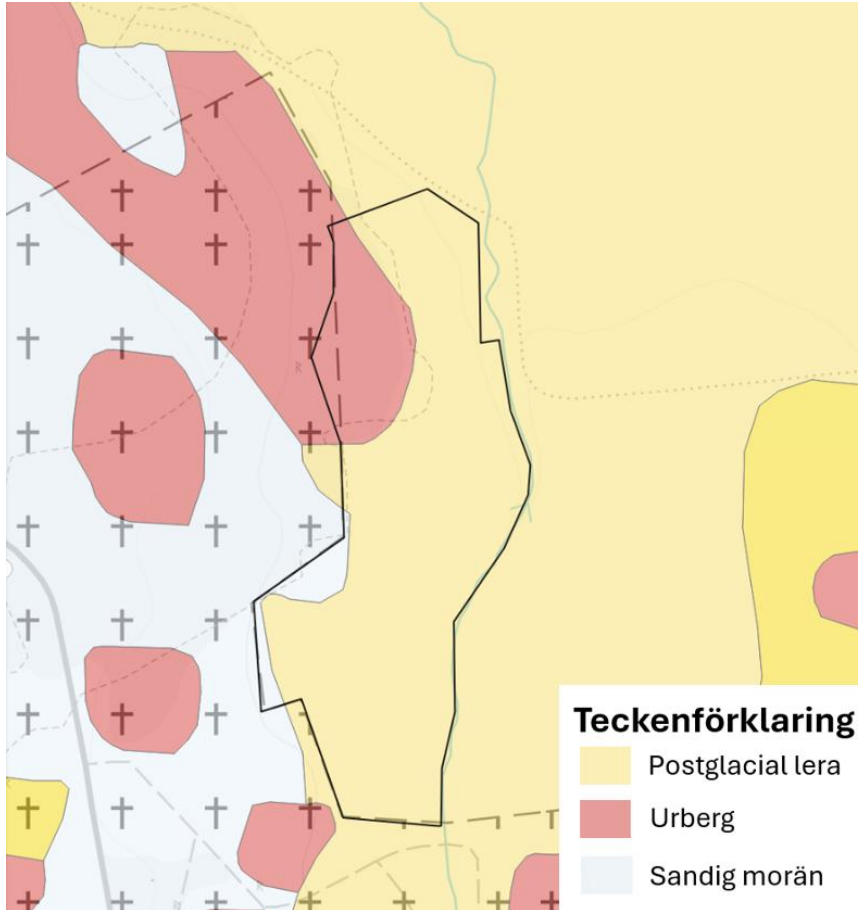 Teckenförklaring
Postglacial lera
Urberg
Sandig morän